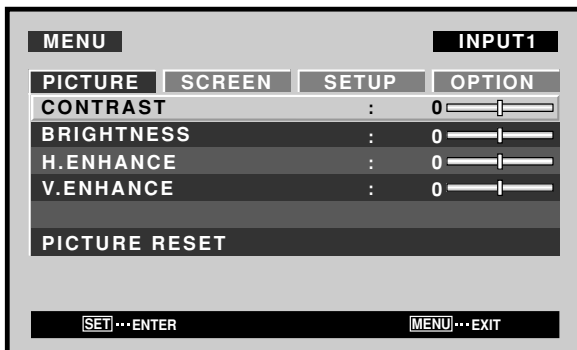 MENU INPUT1
PICTURE SCREEN SETUP OPTION
CONTRAST : 0
BRIGHTNESS : 0
H.ENHANCE : 0
V.ENHANCE : 0
PICTURE RESET
SET ··· ENTER MENU ··· EXIT